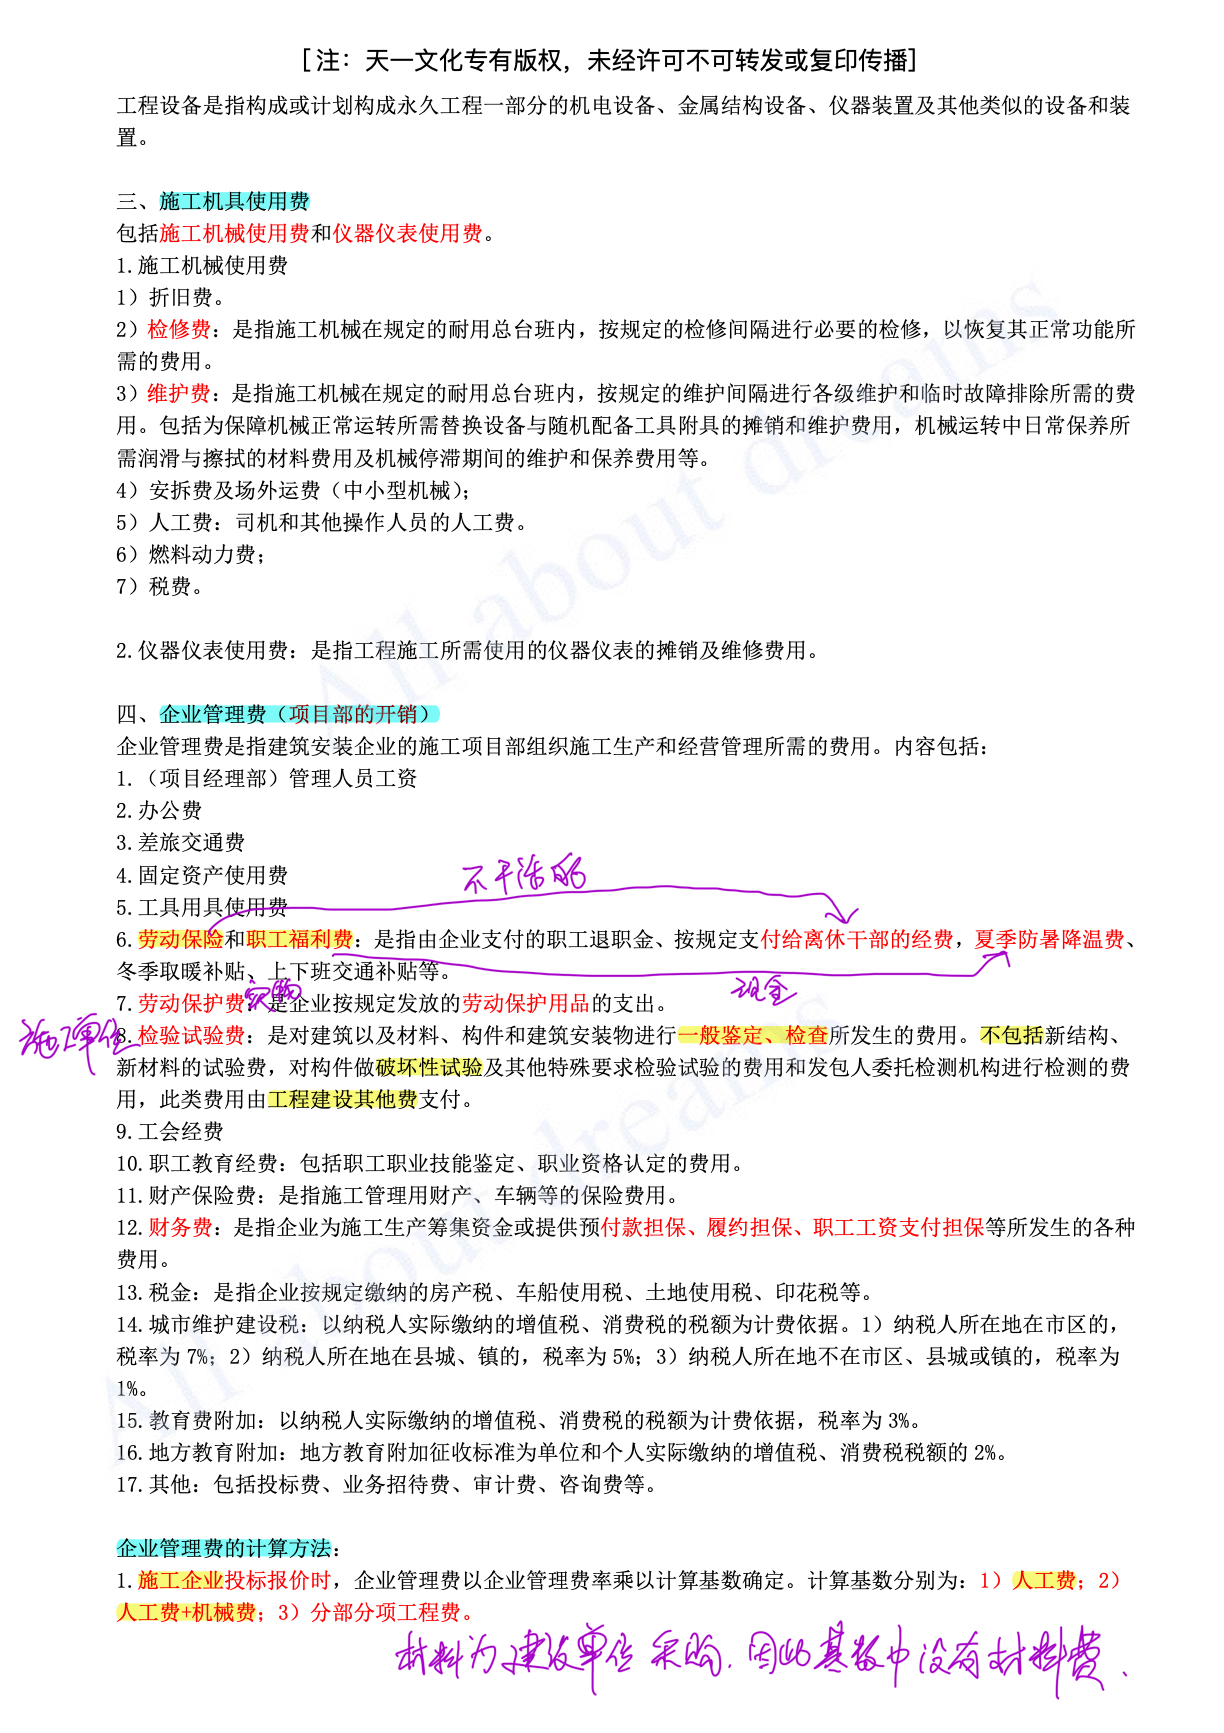 [注：天一文化专有版权，未经许可不可转发或复印传播]
工程设备是指构成或计划构成永久工程一部分的机电设备、金属结构设备、仪器装置及其他类似的设备和装
置。
三、施工机具使用费
包括施工机械使用费和仪器仪表使用费。
1.施工机械使用费
1）折旧费。
2）检修费：是指施工机械在规定的耐用总台班内，按规定的检修间隔进行必要的检修，以恢复其正常功能所
需的费用。
3）维护费：是指施工机械在规定的耐用总台班内，按规定的维护间隔进行各级维护和临时故障排除所需的费
用。包括为保障机械正常运转所需替换设备与随机配备工具附具的摊销和维护费用，机械运转中日常保养所
需润滑与擦拭的材料费用及机械停滞期间的维护和保养费用等。
4）安拆费及场外运费（中小型机械）；
5）人工费：司机和其他操作人员的人工费。
6）燃料动力费；
7）税费。
2.仪器仪表使用费：是指工程施工所需使用的仪器仪表的摊销及维修费用。
四、企业管理费（项目部的开销）
企业管理费是指建筑安装企业的施工项目部组织施工生产和经营管理所需的费用。内容包括：
1.（项目经理部）管理人员工资
2.办公费
3.差旅交通费
4.固定资产使用费
不干活的
5.工具用具使用费
6.劳动保险和职工福利费：是指由企业支付的职工退职金、按规定支付给离休干部的经费，夏季防暑降温费、
冬季取暖补贴、上下班交通补贴等。
实物
现金
7.劳动保护费：是企业按规定发放的劳动保护用品的支出。
施工单位
8.检验试验费：是对建筑以及材料、构件和建筑安装物进行一般鉴定、检查所发生的费用。不包括新结构、
新材料的试验费，对构件做破坏性试验及其他特殊要求检验试验的费用和发包人委托检测机构进行检测的费
用，此类费用由工程建设其他费支付。
9.工会经费
10.职工教育经费：包括职工职业技能鉴定、职业资格认定的费用。
11.财产保险费：是指施工管理用财产、车辆等的保险费用。
12.财务费：是指企业为施工生产筹集资金或提供预付款担保、履约担保、职工工资支付担保等所发生的各种
费用。
13.税金：是指企业按规定缴纳的房产税、车船使用税、土地使用税、印花税等。
14.城市维护建设税：以纳税人实际缴纳的增值税、消费税的税额为计费依据。1）纳税人所在地在市区的，
税率为 7%；2）纳税人所在地在县城、镇的，税率为 5%；3）纳税人所在地不在市区、县城或镇的，税率为
1%。
15.教育费附加：以纳税人实际缴纳的增值税、消费税的税额为计费依据，税率为 3%。
16.地方教育附加：地方教育附加征收标准为单位和个人实际缴纳的增值税、消费税税额的 2%。
17.其他：包括投标费、业务招待费、审计费、咨询费等。
企业管理费的计算方法：
1.施工企业投标报价时，企业管理费以企业管理费率乘以计算基数确定。计算基数分别为：1）人工费；2）
人工费+机械费；3）分部分项工程费。
材料为建设单位采购，因此基数中没有材料费、
All about dreams
All about dreams